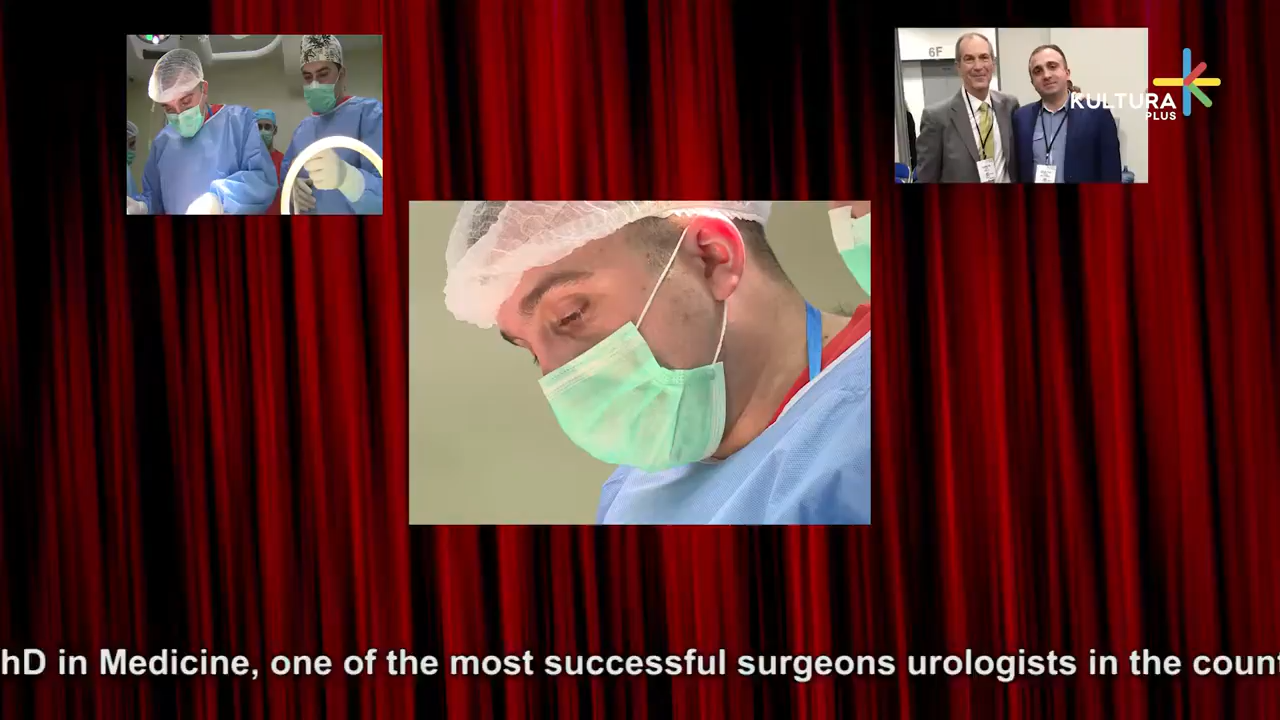 6F
KULTURA
PLUS
hD in Medicine, one of the most successful surgeons urologists in the count